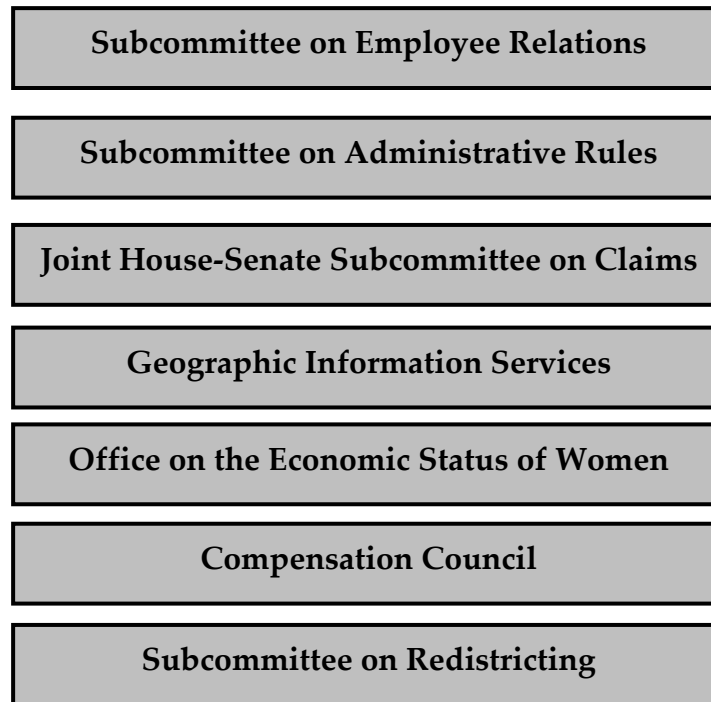 Subcommittee on Employee Relations
Subcommittee on Administrative Rules
Joint House-Senate Subcommittee on Claims
Geographic Information Services
Office on the Economic Status of Women
Compensation Council
Subcommittee on Redistricting